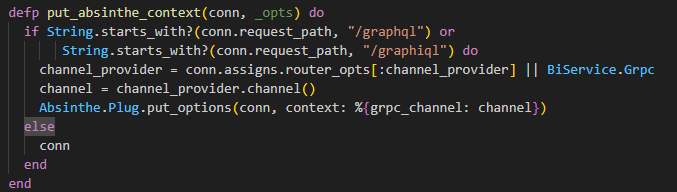 defp put_absinthe_context(conn, _opts) do
if String.starts_with?(conn.request_path, "/graphql") or
String.starts_with?(conn.request_path, "/graphiql") do
channel_provider = conn.assigns.router_opts[:channel_provider] || BiService.Grpc
channel = channel_provider.channel()
Absinthe.Plug.put_options(conn, context: %{grpc_channel: channel})
else
conn
end
end